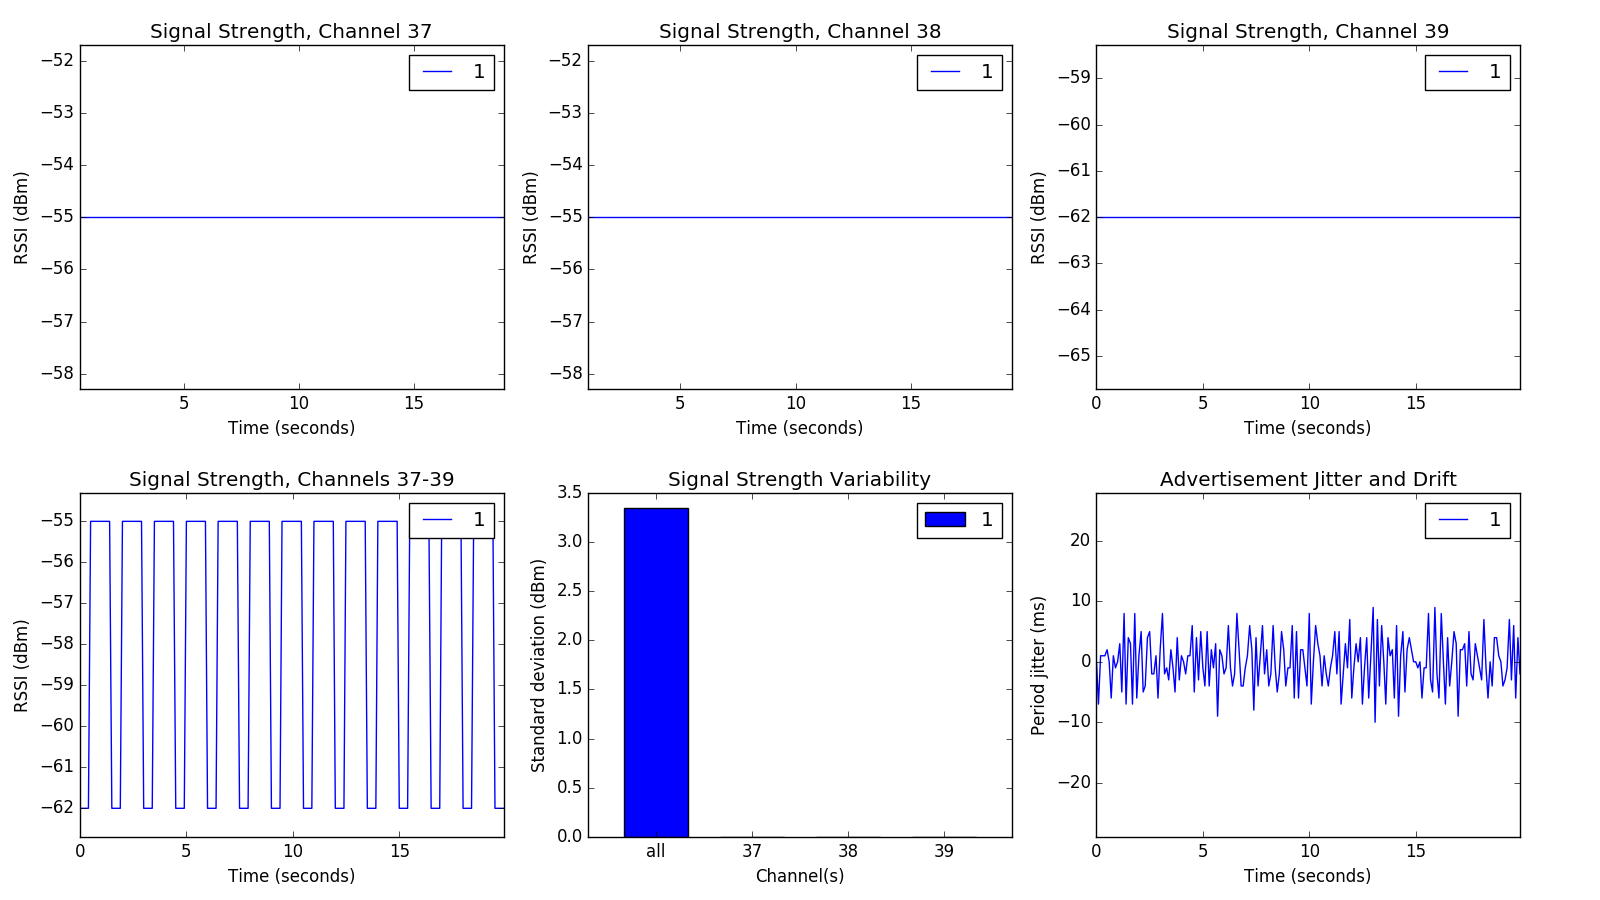 Signal Strength, Channel 37
1
−52
−53
−54
−55
−56
−57
−58
RSSI (dBm)
5 10 15
Time (seconds)
Signal Strength, Channel 38
1
−52
−53
−54
−55
−56
−57
−58
RSSI (dBm)
5 10 15
Time (seconds)
Signal Strength, Channel 39
1
−59
−60
−61
−62
−63
−64
−65
RSSI (dBm)
0 5 10 15
Time (seconds)
Signal Strength, Channels 37-39
1
−55
−56
−57
−58
−59
−60
−61
−62
RSSI (dBm)
0 5 10 15
Time (seconds)
Signal Strength Variability
1
3.5
3.0
2.5
2.0
1.5
1.0
0.5
0.0
Standard deviation (dBm)
all 37 38 39
Channel(s)
Advertisement Jitter and Drift
1
20
10
0
−10
−20
Period jitter (ms)
0 5 10 15
Time (seconds)